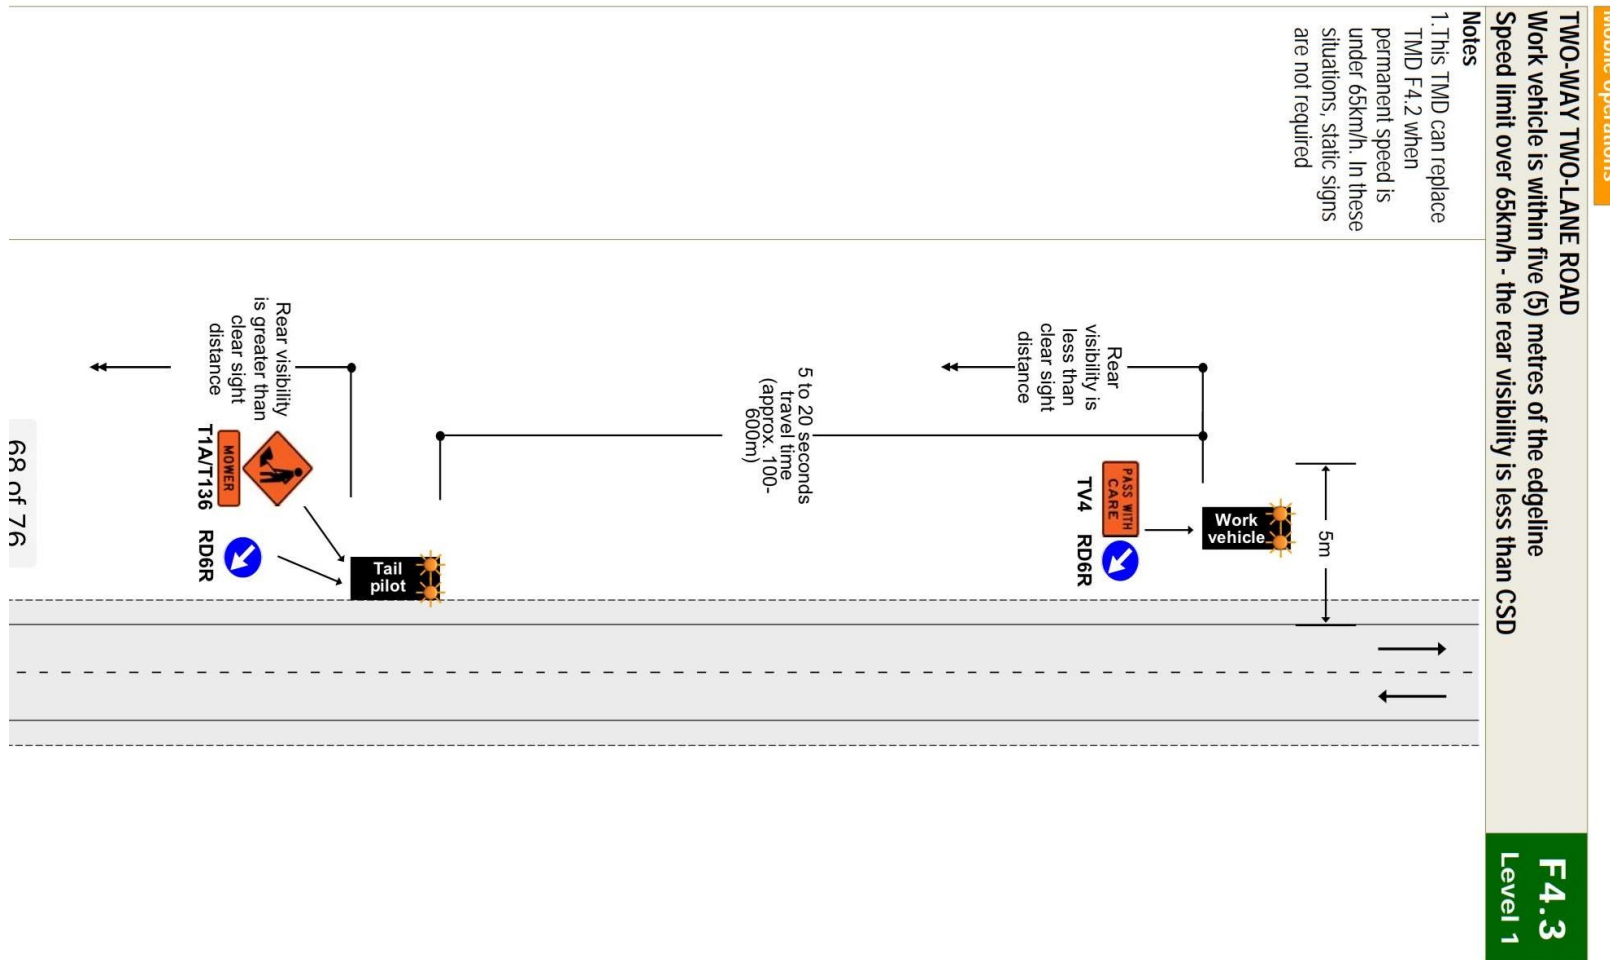 Mobile operations
TWO-WAY TWO-LANE ROAD
Work vehicle is within five (5) metres of the edgeline
Speed limit over 65km/h - the rear visibility is less than CSD
F4.3
Level 1
Notes
1.This TMD can replace
TMD F4.2 when
permanent speed is
under 65km/h. In these
situations, static signs
are not required
5m
Work
vehicle
Rear
visibility is
less than
clear sight
distance
PASS WITH
CARE
TV4
RD6R
5 to 20 seconds
travel time
(approx. 100-
600m)
Tail
pilot
Rear visibility
is greater than
clear sight
distance
MOWER
T1A/T136
RD6R
68 of 76